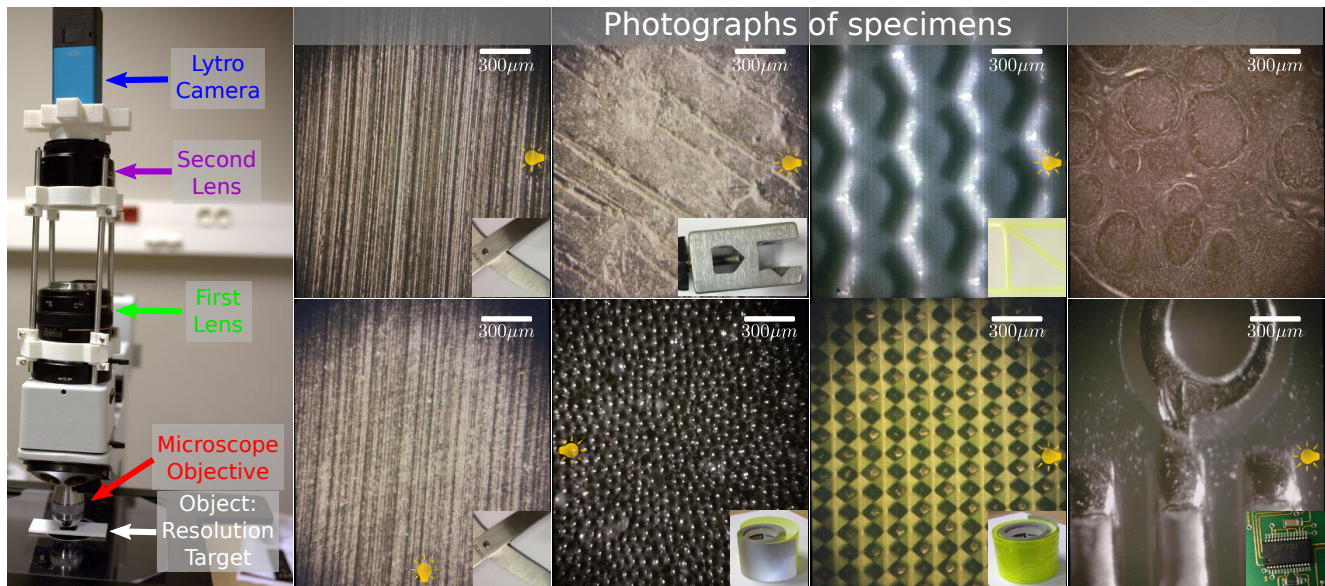 Photographs of specimens
Lytro
Camera
Second
Lens
First
Lens
Microscope
Objective
Object:
Resolution
Target
300μm
300μm
300μm
300μm
300μm
300μm
300μm
300μm